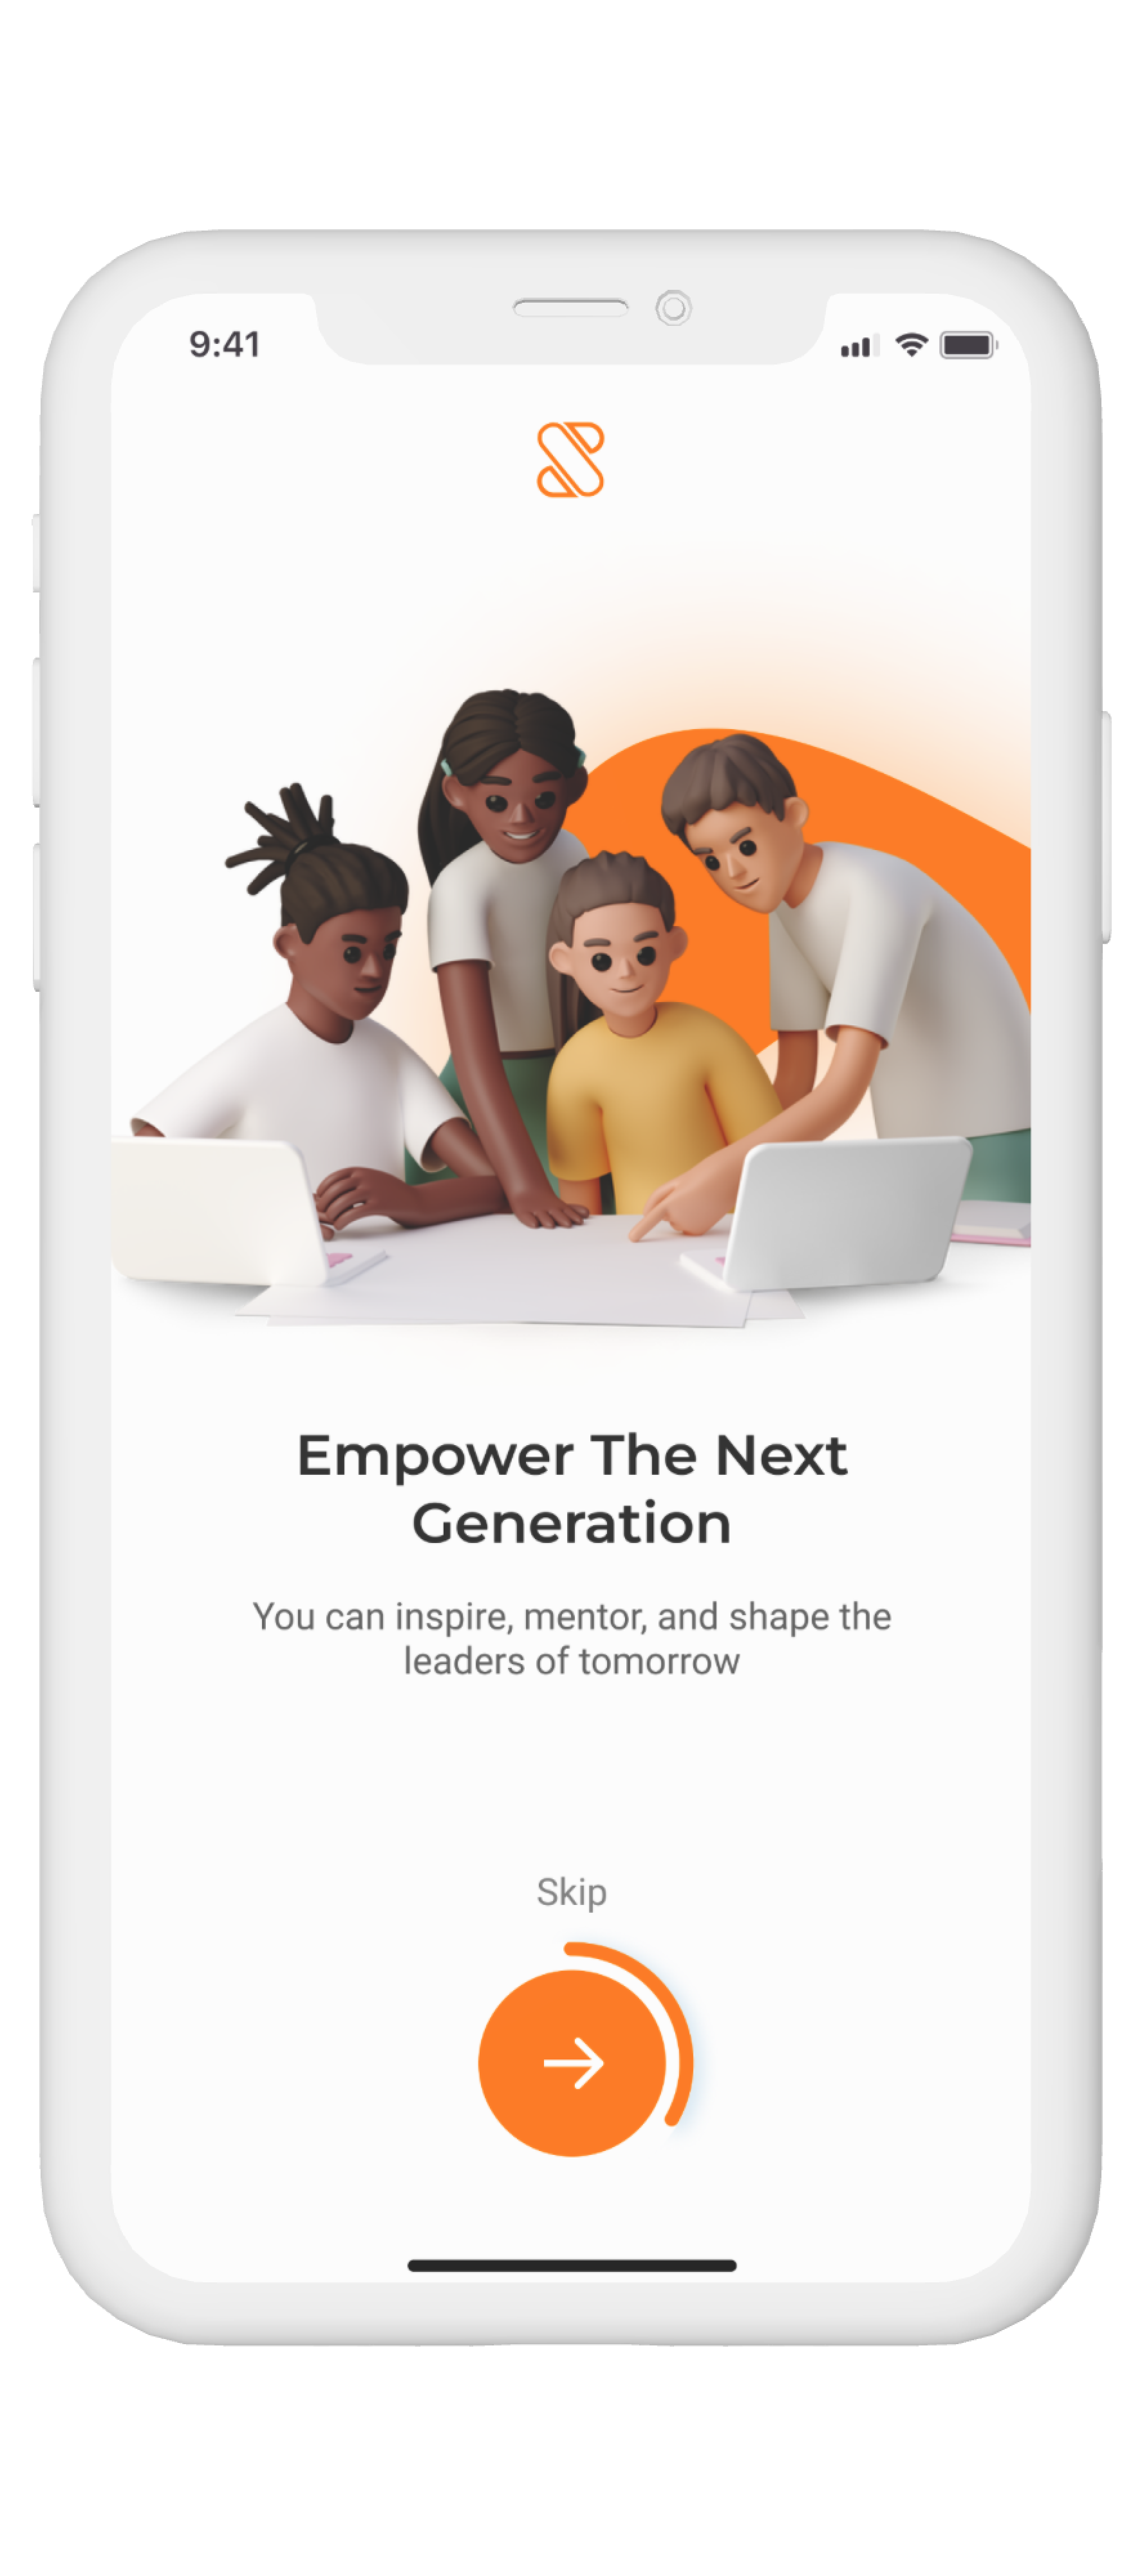 9:41
Empower The Next
Generation
You can inspire, mentor, and shape the
leaders of tomorrow
Skip